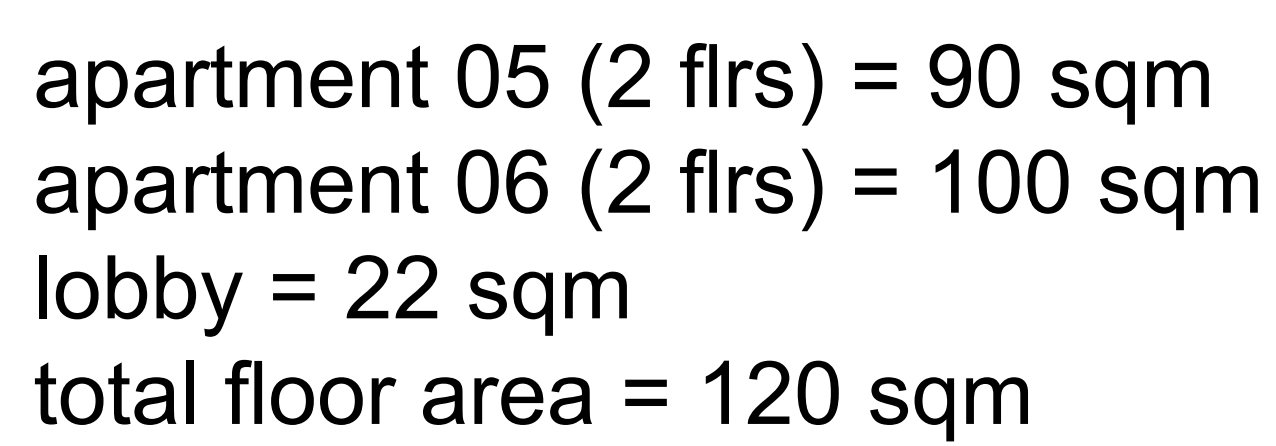 apartment 05 (2 flrs) = 90 sqm
apartment 06 (2 flrs) = 100 sqm
lobby = 22 sqm
total floor area = 120 sqm